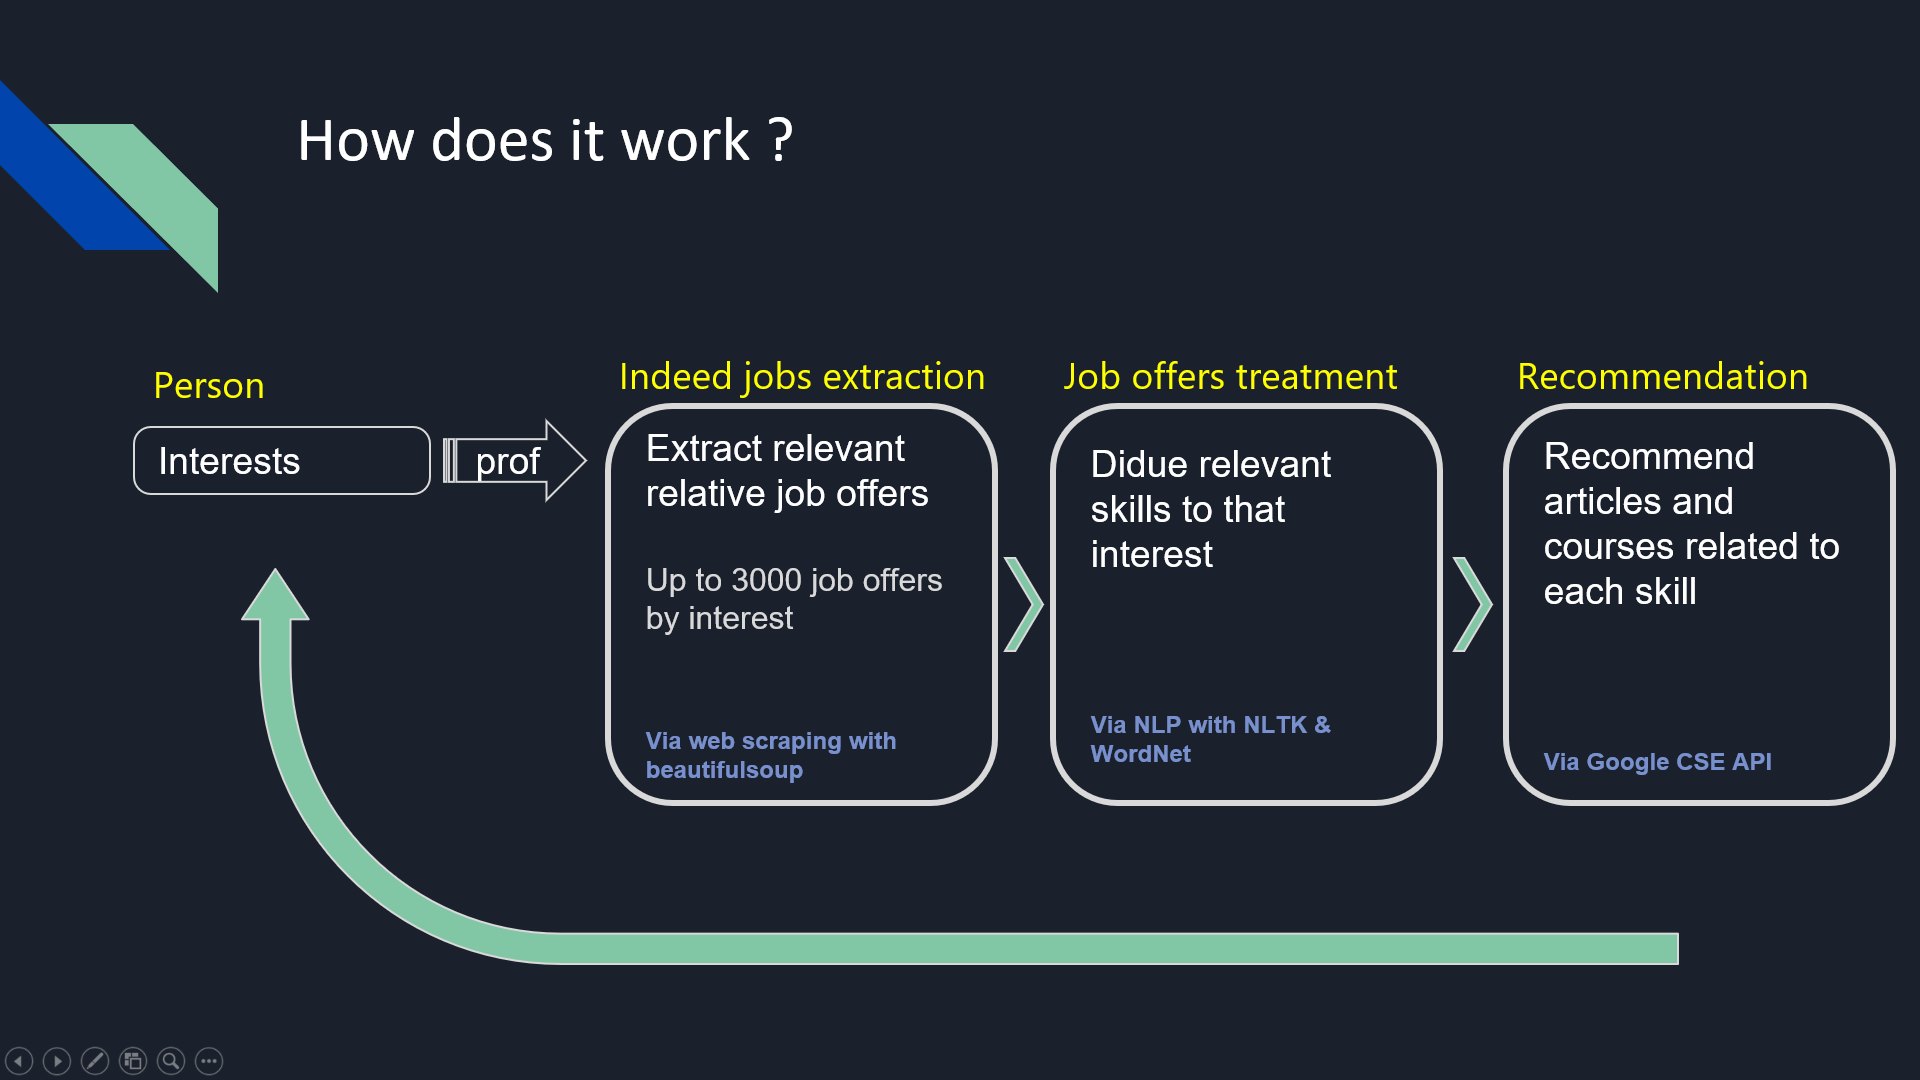 How does it work ?
Person
Interests
prof
Indeed jobs extraction
Extract relevant
relative job offers
Up to 3000 job offers
by interest
Via web scraping with
beautifulsoup
Job offers treatment
Didue relevant
skills to that
interest
Via NLP with NLTK &
WordNet
Recommendation
Recommend
articles and
courses related to
each skill
Via Google CSE API